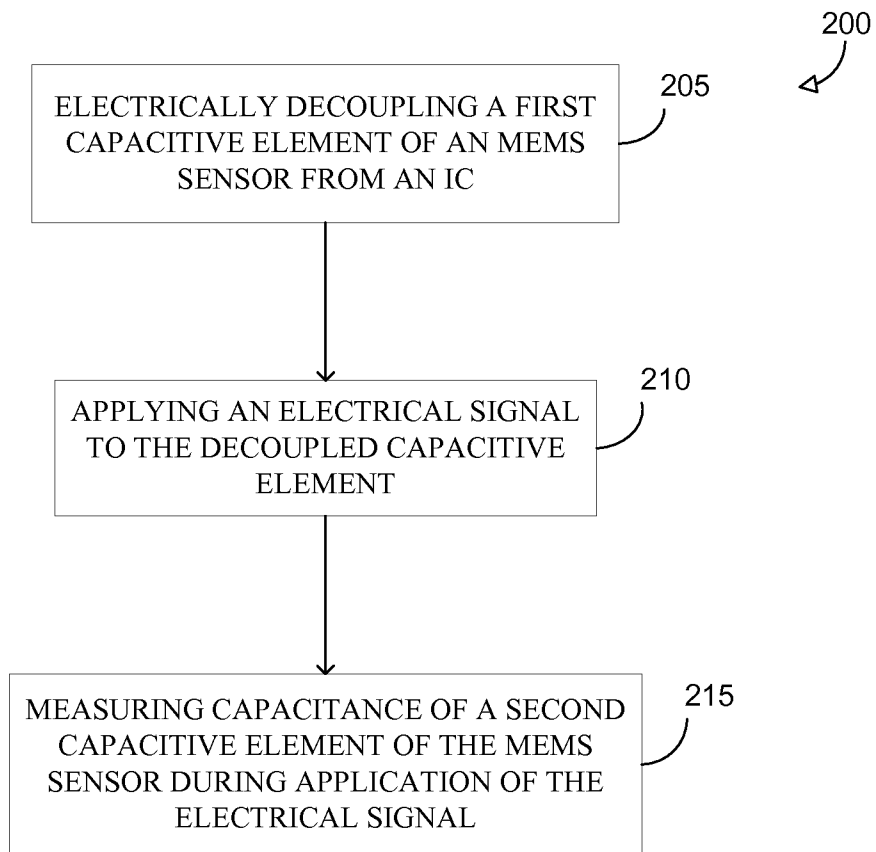 200
205
ELECTRICALLY DECOUPLING A FIRST
CAPACITIVE ELEMENT OF AN MEMS
SENSOR FROM AN IC
210
APPLYING AN ELECTRICAL SIGNAL
TO THE DECOUPLED CAPACITIVE
ELEMENT
215
MEASURING CAPACITANCE OF A SECOND
CAPACITIVE ELEMENT OF THE MEMS
SENSOR DURING APPLICATION OF THE
ELECTRICAL SIGNAL